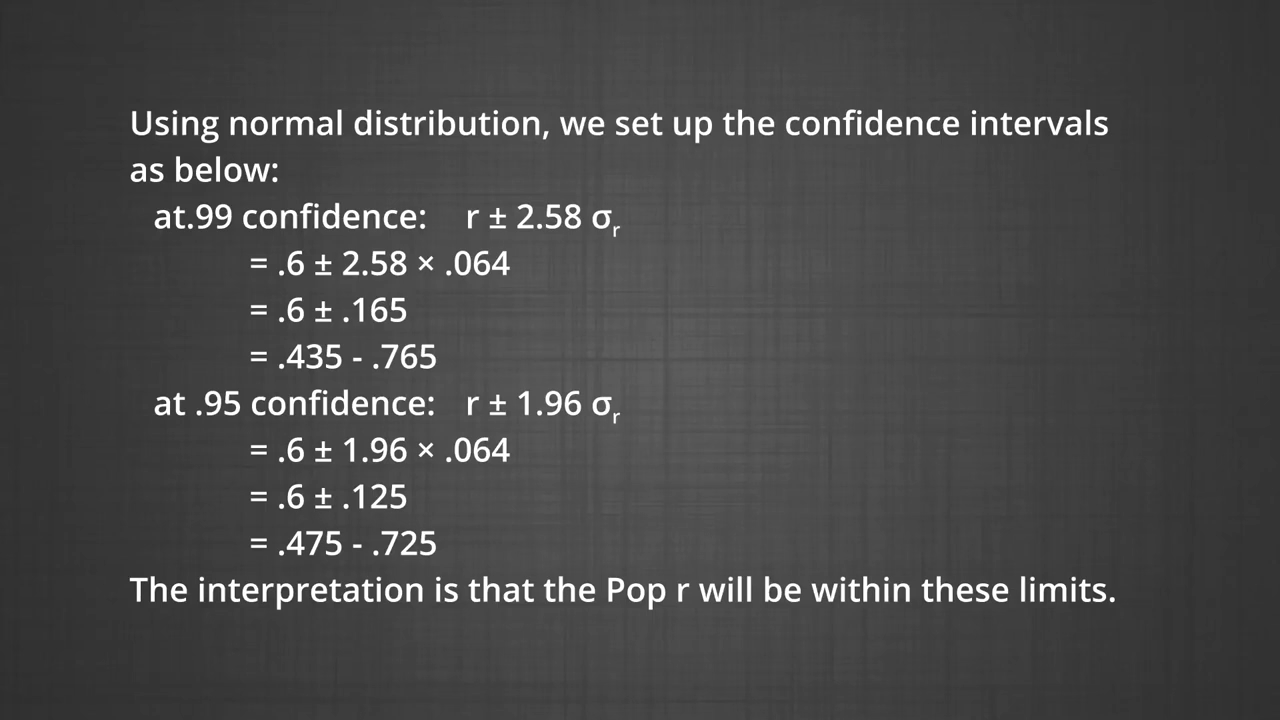 Using normal distribution, we set up the confidence intervals
as below:
at.99 confidence: r ± 2.58 σr
= .6 ± 2.58 × .064
= .6 ± .165
= .435 - .765
at .95 confidence: r ± 1.96 σr
= .6 ± 1.96 × .064
= .6 ± .125
= .475 - .725
The interpretation is that the Pop r will be within these limits.